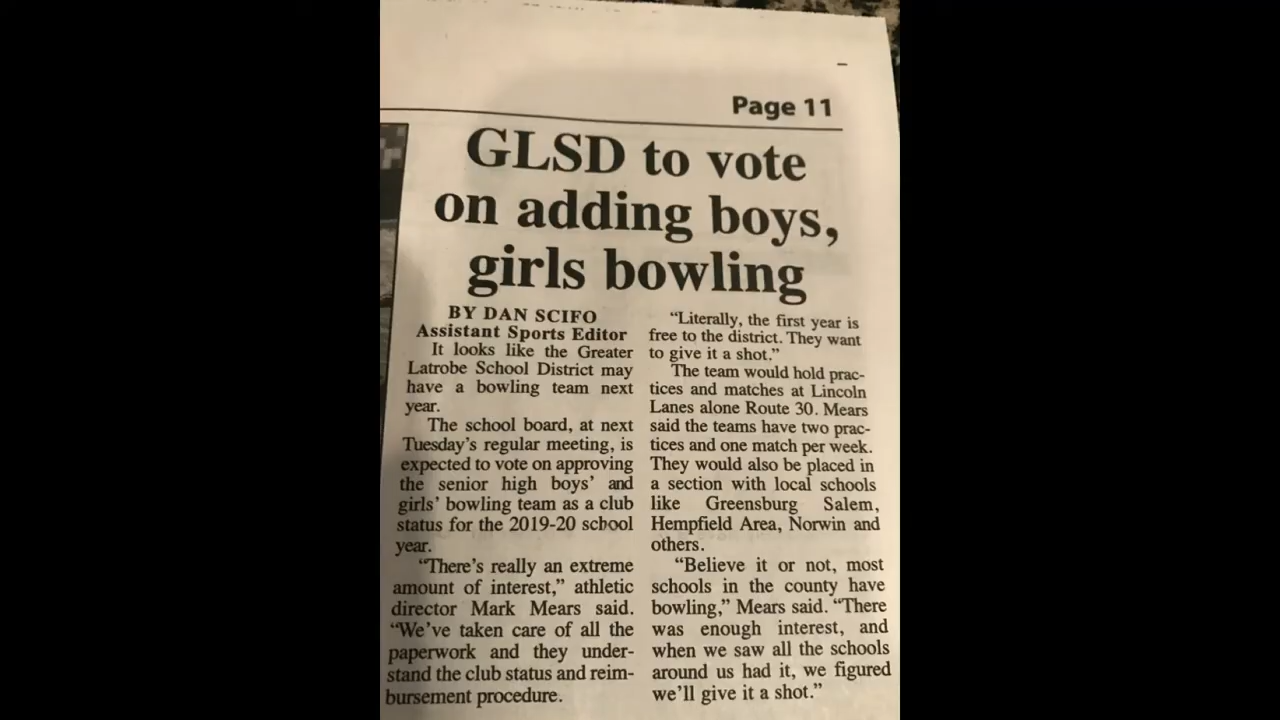 Page 11
GLSD to vote
on adding boys,
girls bowling
BY DAN SCIFO
Assistant Sports Editor
It looks like the Greater
Latrobe School District may
have a bowling team next
year.
The school board, at next
Tuesday's regular meeting, is
expected to vote on approving
the senior high boys' and
girls' bowling team as a club
status for the 2019-20 school
year.
“There's really an extreme
amount of interest,” athletic
director Mark Mears said.
“We've taken care of all the
paperwork and they under-
stand the club status and reim-
bursement procedure.
“Literally, the first year is
free to the district. They want
to give it a shot.”
The team would hold prac-
tices and matches at Lincoln
Lanes alone Route 30. Mears
said the teams have two prac-
tices and one match per week.
They would also be placed in
a section with local schools
like Greensburg Salem,
Hempfield Area, Norwin and
others.
“Believe it or not, most
schools in the county have
bowling,” Mears said. “There
was enough interest, and
when we saw all the schools
around us had it, we figured
we'll give it a shot.”